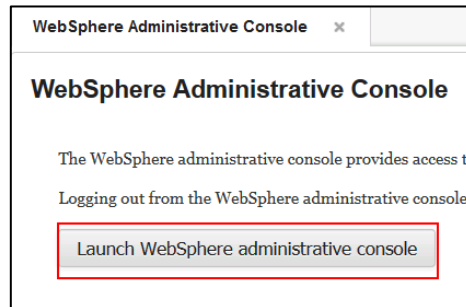 WebSphere Administrative Console ×
WebSphere Administrative Console
The WebSphere administrative console provides access
Logging out from the WebSphere administrative console
Launch WebSphere administrative console